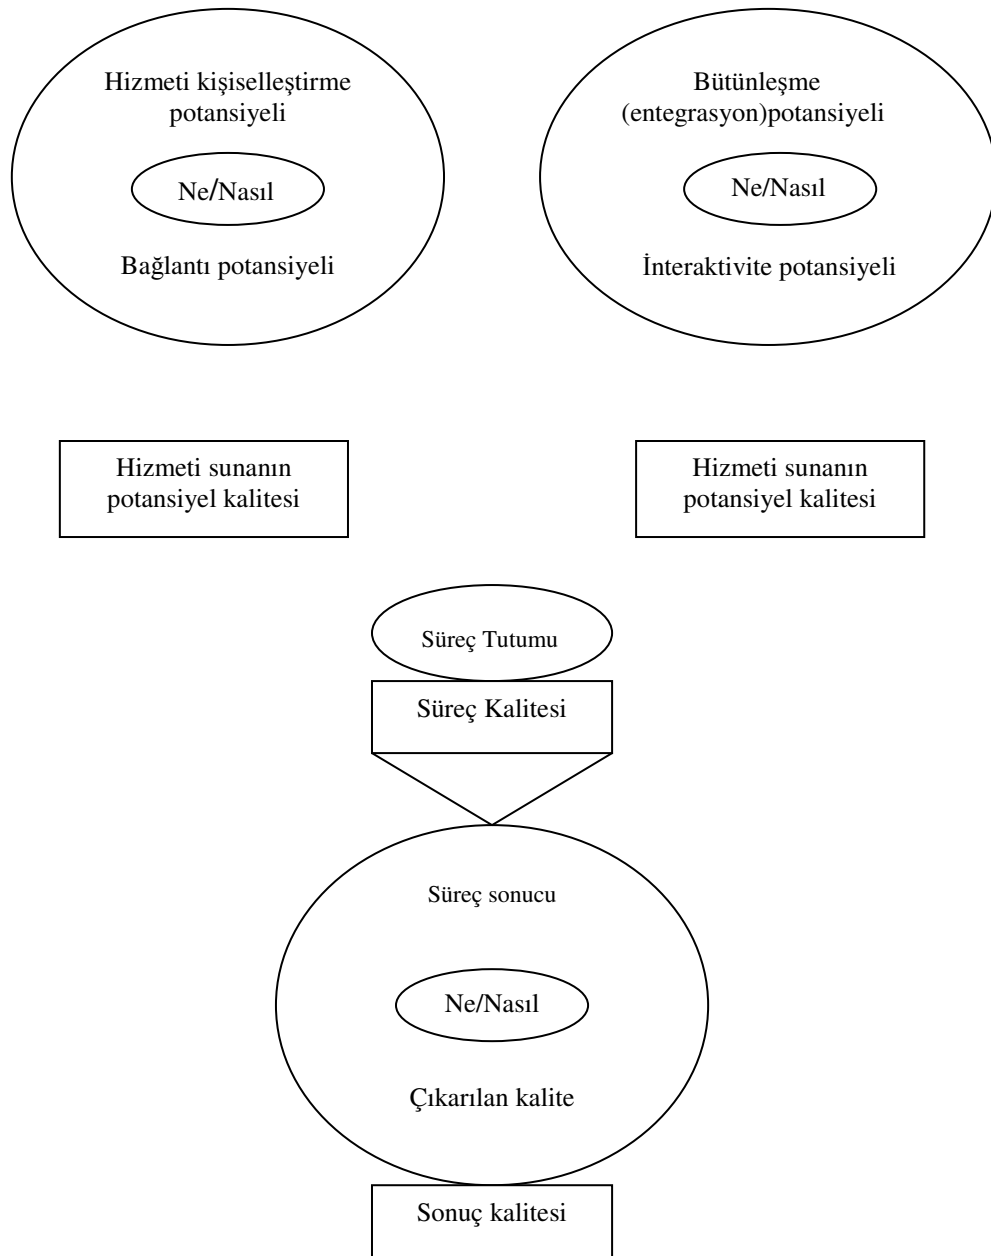 Hizmeti kişiselleştirme
potansiyeli
Ne/Nasıl
Bağlantı potansiyeli
Bütünleşme
(entegrasyon)potansiyeli
Ne/Nasıl
İnteraktivite potansiyeli
Hizmeti sunanın
potansiyel kalitesi
Hizmeti sunanın
potansiyel kalitesi
Süreç Tutumu
Süreç Kalitesi
Süreç sonucu
Ne/Nasıl
Çıkarılan kalite
Sonuç kalitesi